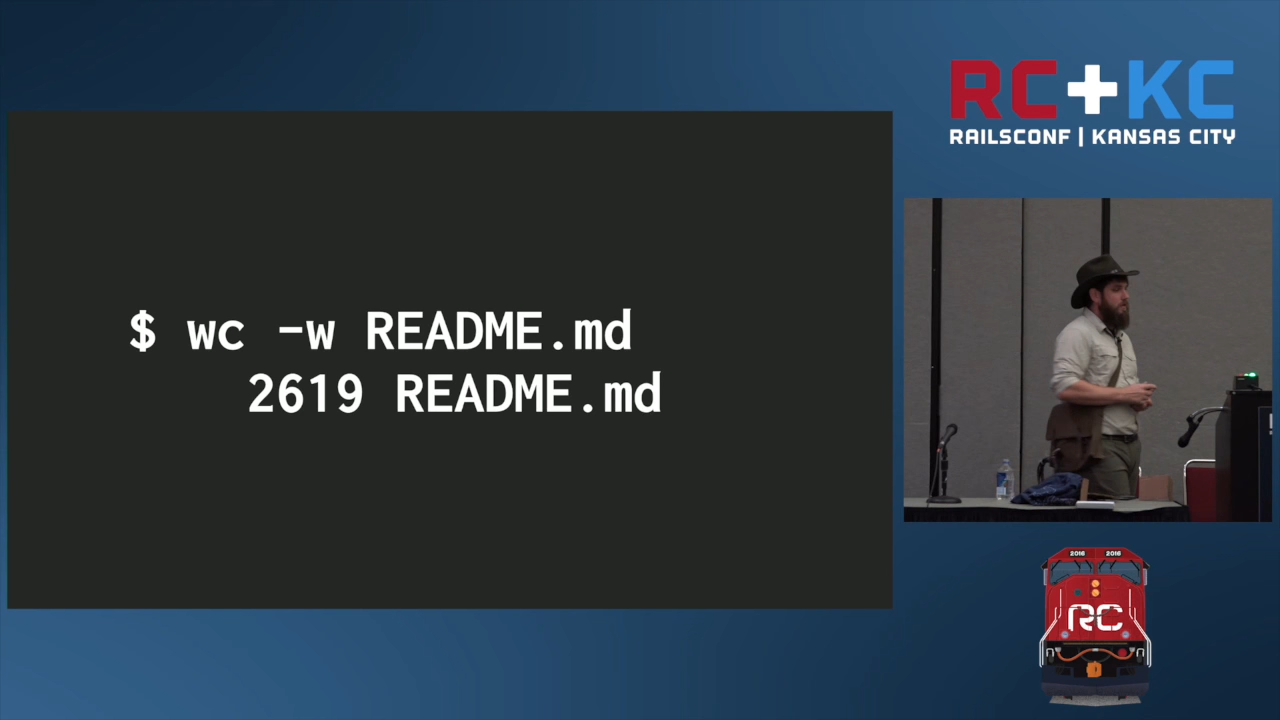 $ wc -w README.md
2619 README.md
RC+KC
RAILSCONF | KANSAS CITY
2016 2016
RC